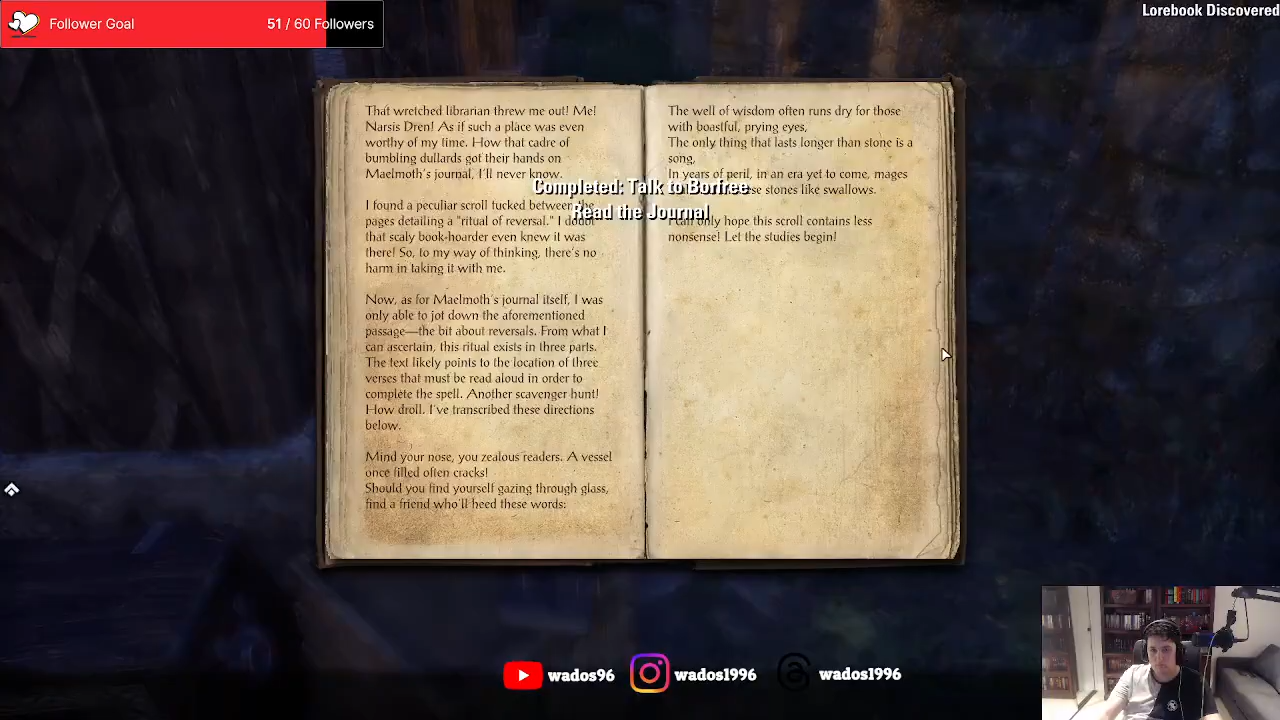 Follower Goal
51 / 60 Followers
Lorebook Discovered
That wretched librarian threw me out! Me!
Narsis Dren! As if such a place was even
worthy of my time. How that cadre of
bumbling dullards got their hands on
Maelmoth's journal, I'll never know.
I found a peculiar scroll tucked between
pages detailing a "ritual of reversal." I doubt
that scaly book-hoarder even knew it was
there! So, to my way of thinking, there's no
harm in taking it with me.
Now, as for Maelmoth's journal itself, I was
only able to jot down the aforementioned
passage—the bit about reversals. From what I
can ascertain, this ritual exists in three parts.
The text likely points to the location of three
verses that must be read aloud in order to
complete the spell. Another scavenger hunt!
How droll. I've transcribed these directions
below.
Mind your nose, you zealous readers. A vessel
once filled often cracks!
Should you find yourself gazing through glass,
find a friend who'll heed these words:
The well of wisdom often runs dry for those
with boastful, prying eyes,
The only thing that lasts longer than stone is a
song,
In years of peril, in an era yet to come, mages
stones like swallows.
can only hope this scroll contains less
nonsense! Let the studies begin!
Completed: Talk to Borfree
Read the Journal
wados96
wados1996
wados1996